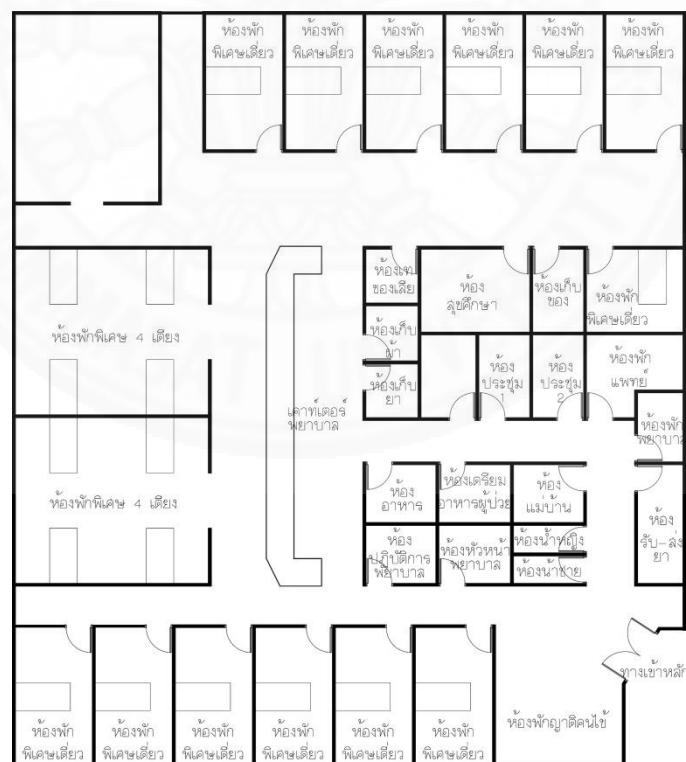 ห้องพัก
พิเศษเดี่ยว
ห้องพัก
พิเศษเดี่ยว
ห้องพัก
พิเศษเดี่ยว
ห้องพัก
พิเศษเดี่ยว
ห้องพัก
พิเศษเดี่ยว
ห้องพัก
พิเศษเดี่ยว
ห้องเท
ของเสีย
ห้อง
สุขศึกษา
ห้องเก็บ
ของ
ห้องพัก
พิเศษเดี่ยว
ห้องพักพิเศษ 4 เตียง
ห้องเก็บ
ผ้า
ห้องเก็บ
ยา
ห้อง
ประชุม
1
ห้อง
ประชุม
2
ห้องพัก
แพทย์
เคาท์เตอร์
พยาบาล
ห้องพัก
พยาบาล
ห้องพักพิเศษ 4 เตียง
ห้อง
อาหาร
ห้องเตรียม
อาหารผู้ป่วย
ห้อง
แม่บ้าน
ห้อง
รับ-ส่ง
ยา
ห้อง
ปฏิบัติการ
พยาบาล
ห้องหัวหน้า
พยาบาล
ห้องน้ำหญิง
ห้องน้ำชาย
ทางเข้าหลัก
ห้องพัก
พิเศษเดี่ยว
ห้องพัก
พิเศษเดี่ยว
ห้องพัก
พิเศษเดี่ยว
ห้องพัก
พิเศษเดี่ยว
ห้องพัก
พิเศษเดี่ยว
ห้องพัก
พิเศษเดี่ยว
ห้องพักญาติคนไข้